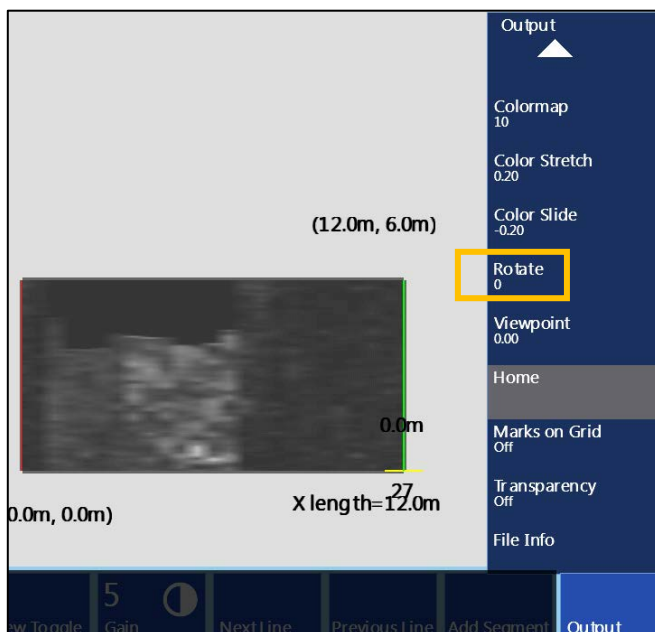 Output
Colormap
10
Color Stretch
0.20
Color Slide
-0.20
(12.0m, 6.0m)
Rotate
0
Viewpoint
0.00
Home
0.0m
Marks on Grid
Off
27
X length=12.0m
Transparency
Off
0.0m, 0.0m)
File Info
5
ew Toggle
Gain
Next Line
Previous Line
Add Segment
Output